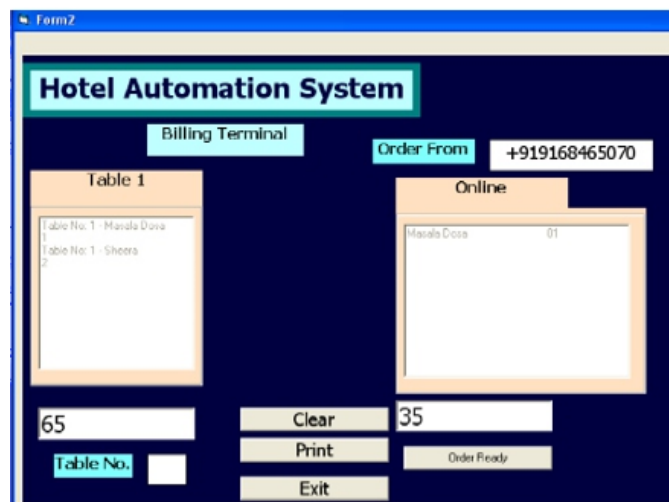 Form2
Hotel Automation System
Billing Terminal
Order From
+919168465070
Table 1
Online
Table No: 1 - Masala Dosa
1
Table No: 1 - Sheera
2
Masala Dosa 01
65
Clear
35
Print
Order Ready
Table No.
Exit